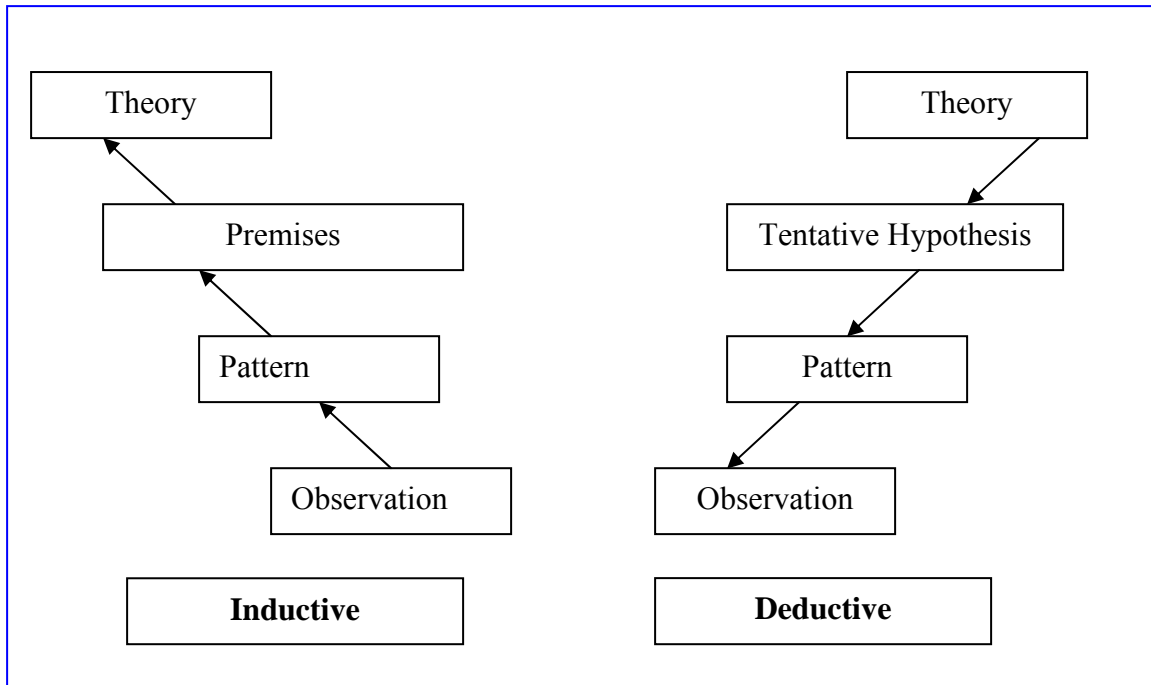 Theory
Premises
Pattern
Observation
Inductive
Theory
Tentative Hypothesis
Pattern
Observation
Deductive